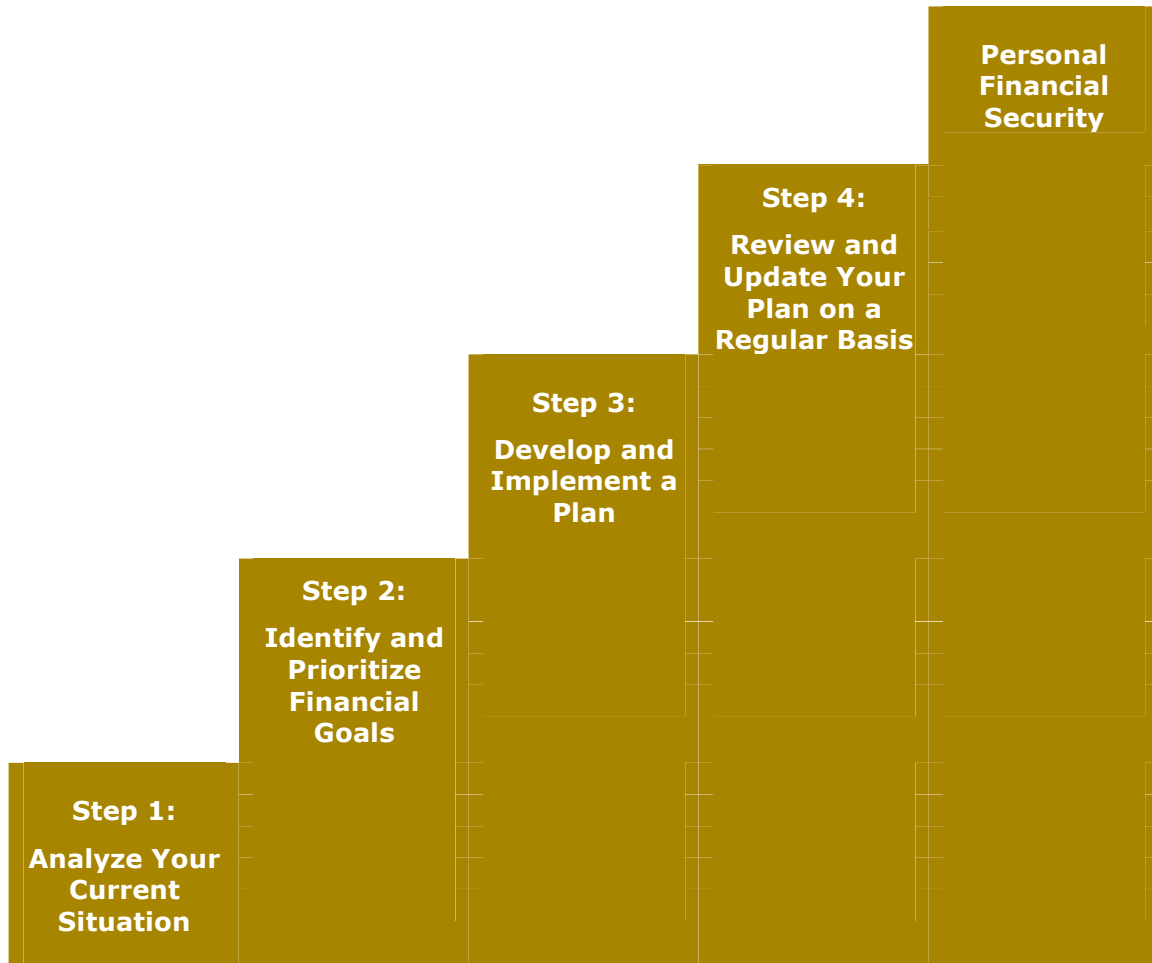 Personal
Financial
Security
Step 4:
Review and
Update Your
Plan on a
Regular Basis
Step 3:
Develop and
Implement a
Plan
Step 2:
Identify and
Prioritize
Financial
Goals
Step 1:
Analyze Your
Current
Situation